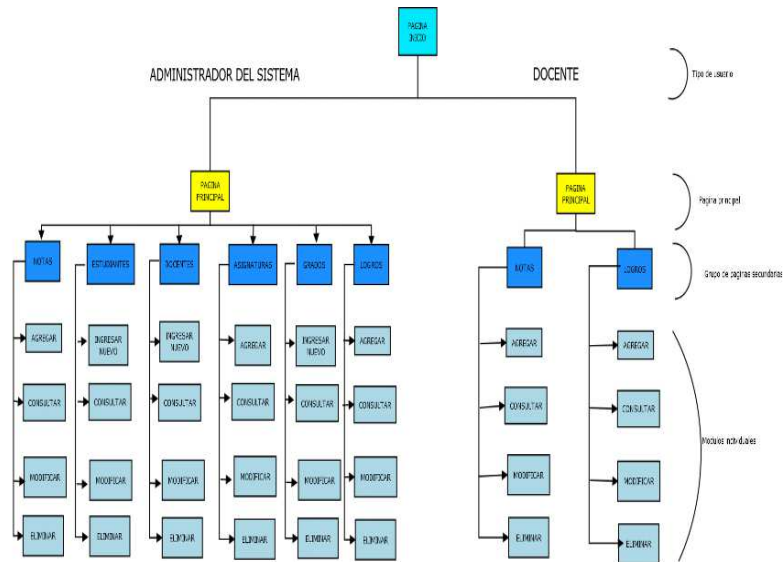 PAGINA
INICIO
ADMINISTRADOR DEL SISTEMA
DOCENTE
Tipo de usuario
PAGINA
PRINCIPAL
PAGINA
PRINCIPAL
Pagina principal
NOTAS
ESTUDIANTES
DOCENTES
ASIGNATURAS
GRADOS
LOGROS
NOTAS
LOGROS
Grupo de paginas secundarias
AGREGAR
INGRESAR
NUEVO
INGRESAR
NUEVO
AGREGAR
INGRESAR
NUEVO
AGREGAR
AGREGAR
AGREGAR
CONSULTAR
CONSULTAR
CONSULTAR
CONSULTAR
CONSULTAR
CONSULTAR
CONSULTAR
CONSULTAR
Modulos individuales
MODIFICAR
MODIFICAR
MODIFICAR
MODIFICAR
MODIFICAR
MODIFICAR
MODIFICAR
MODIFICAR
ELIMINAR
ELIMINAR
ELIMINAR
ELIMINAR
ELIMINAR
ELIMINAR
ELIMINAR
ELIMINAR